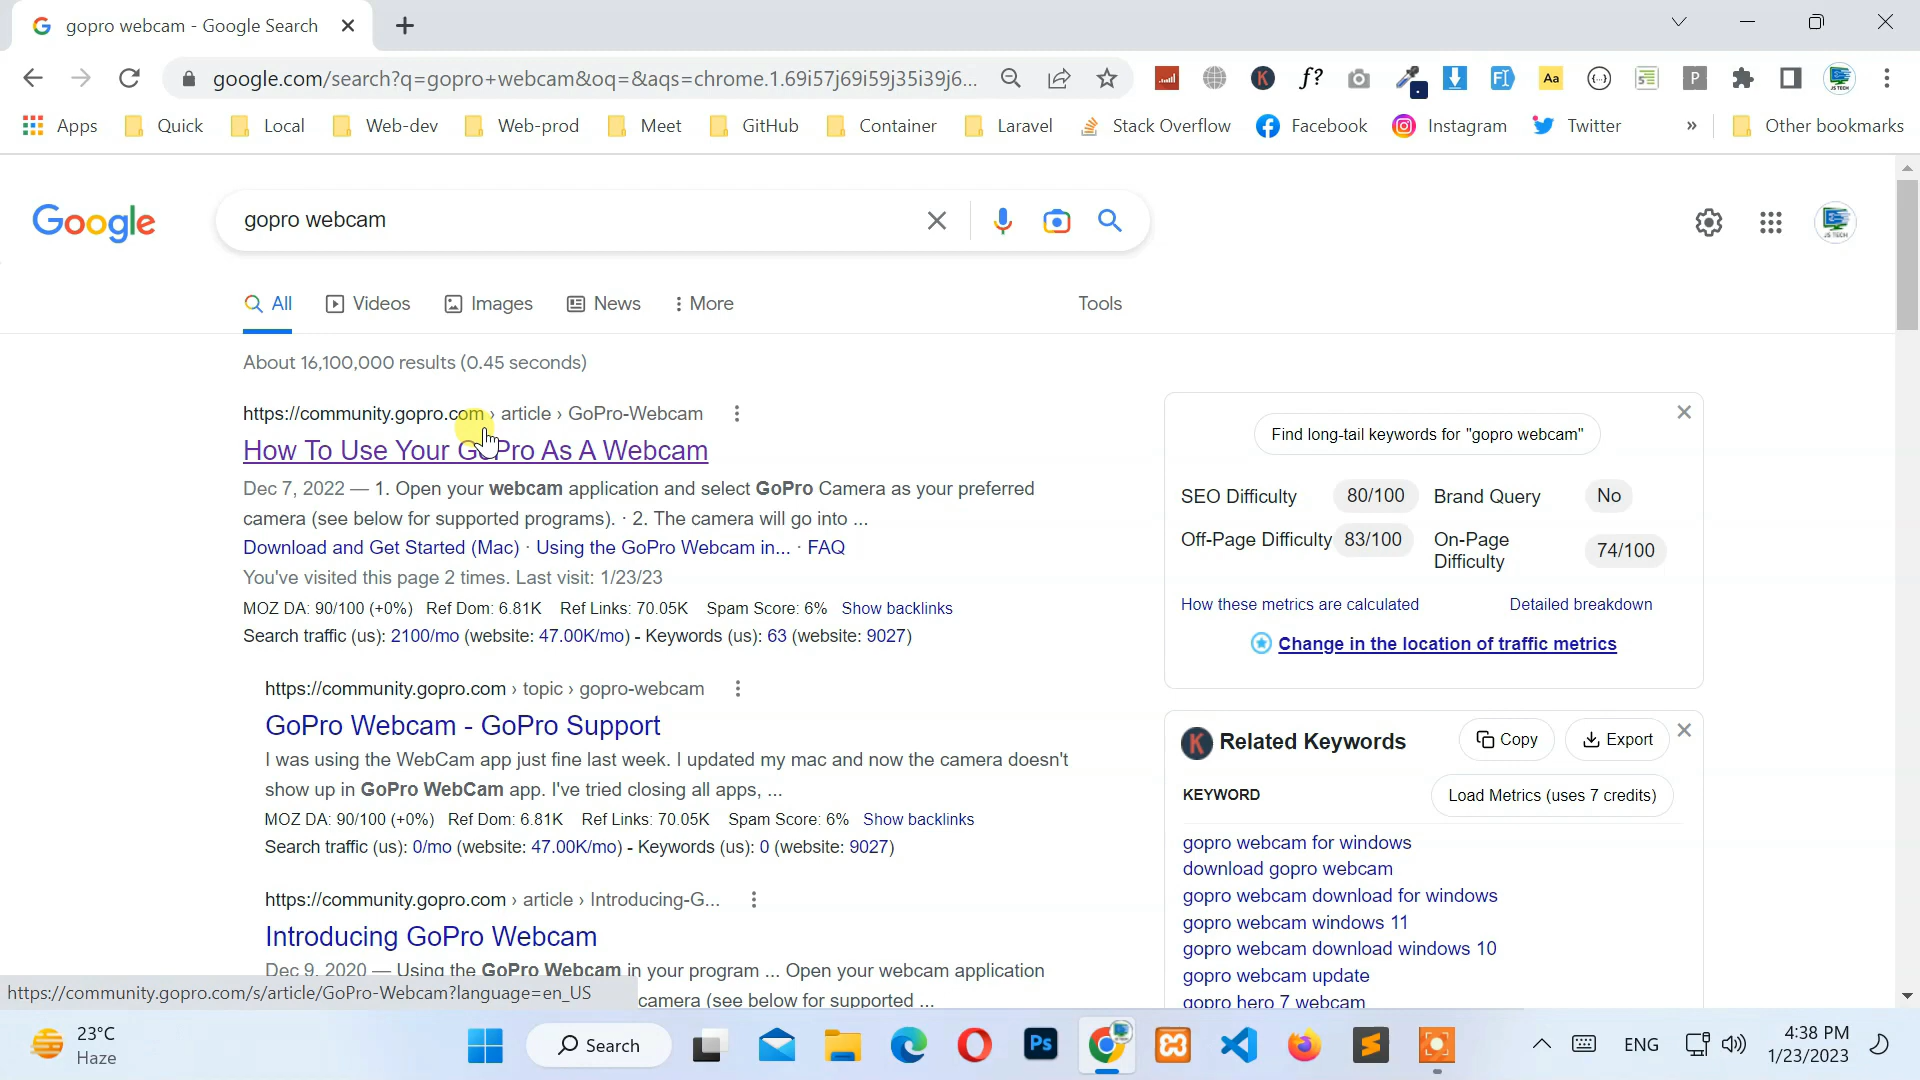 gopro webcam - Google Search
google.com/search?q=gopro+webcam&oq=&aqs=chrome.1.69i57j69i59j35i39j6...
Apps Quick Local Web-dev Web-prod Meet GitHub Container Laravel Stack Overflow Facebook Instagram Twitter » Other bookmarks
Google
gopro webcam
JS TECH
All Videos Images News More Tools
About 16,100,000 results (0.45 seconds)
https://community.gopro.com › article › GoPro-Webcam
How To Use Your GoPro As A Webcam
Dec 7, 2022 — 1. Open your webcam application and select GoPro Camera as your preferred
camera (see below for supported programs). · 2. The camera will go into ...
Download and Get Started (Mac) · Using the GoPro Webcam in... · FAQ
You've visited this page 2 times. Last visit: 1/23/23
MOZ DA: 90/100 (+0%) Ref Dom: 6.81K Ref Links: 70.05K Spam Score: 6% Show backlinks
Search traffic (us): 2100/mo (website: 47.00K/mo) - Keywords (us): 63 (website: 9027)
https://community.gopro.com › topic › gopro-webcam
GoPro Webcam - GoPro Support
I was using the WebCam app just fine last week. I updated my mac and now the camera doesn't
show up in GoPro WebCam app. I've tried closing all apps, ...
MOZ DA: 90/100 (+0%) Ref Dom: 6.81K Ref Links: 70.05K Spam Score: 6% Show backlinks
Search traffic (us): 0/mo (website: 47.00K/mo) - Keywords (us): 0 (website: 9027)
https://community.gopro.com › article › Introducing-G...
Introducing GoPro Webcam
Dec 9, 2020 — Using the GoPro Webcam in your program ... Open your webcam application
camera (see below for supported ...
https://community.gopro.com/s/article/GoPro-Webcam?language=en_US
Find long-tail keywords for "gopro webcam"
SEO Difficulty 80/100 Brand Query No
Off-Page Difficulty 83/100 On-Page
Difficulty 74/100
How these metrics are calculated Detailed breakdown
Change in the location of traffic metrics
K Related Keywords Copy Export
KEYWORD Load Metrics (uses 7 credits)
gopro webcam for windows
download gopro webcam
gopro webcam download for windows
gopro webcam windows 11
gopro webcam download windows 10
gopro webcam update
gopro hero 7 webcam
23°C
Haze
Search
Ps
ENG
4:38 PM
1/23/2023